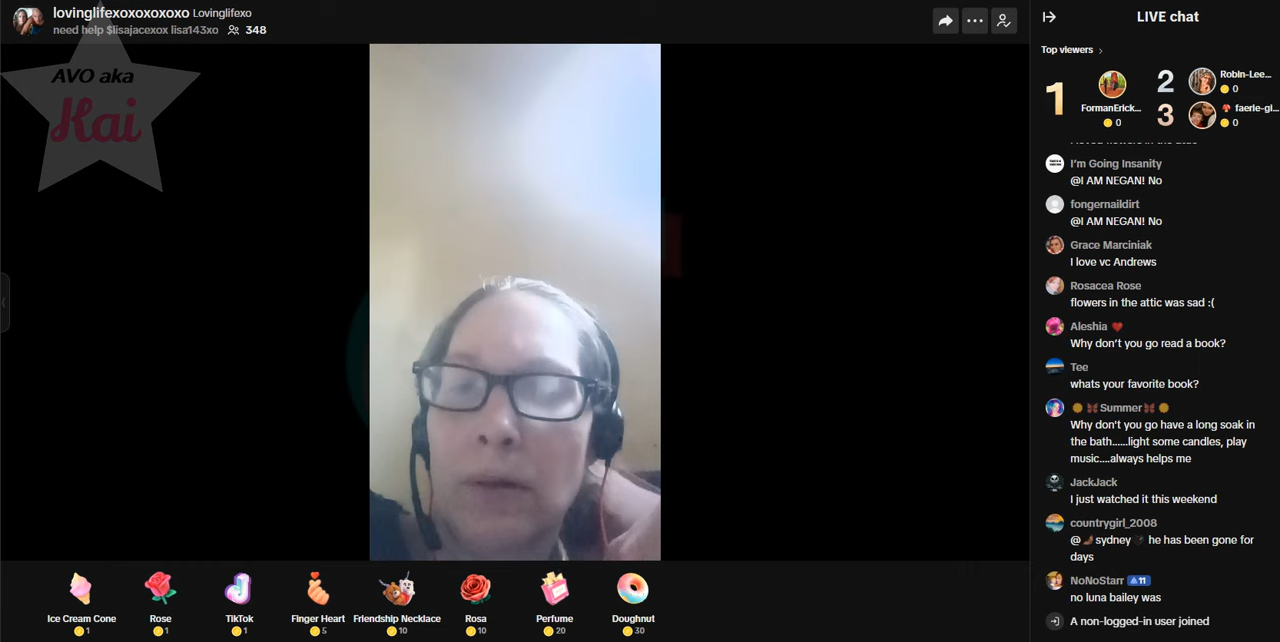 lovinglifexoxoxoxoxo Lovinglifexo
need help $lisajacexox lisa143xo 348
AVO aka
Kai
LIVE chat
Top viewers
1 FormanErick... 0
2 Robin-Lee... 0
3 faerie-gi... 0
I'm Going Insanity
@I AM NEGAN! No
fongernaildirt
@I AM NEGAN! No
Grace Marciniak
I love vc Andrews
Rosacea Rose
flowers in the attic was sad :(
Aleshia ❤️
Why don't you go read a book?
Tee
whats your favorite book?
Summer
Why don't you go have a long soak in
the bath......light some candles, play
music....always helps me
JackJack
I just watched it this weekend
countrygirl_2008
@ sydney he has been gone for
days
NoNoStarr 11
no luna bailey was
A non-logged-in user joined
Ice Cream Cone
1
Rose
1
TikTok
1
Finger Heart
5
Friendship Necklace
10
Rosa
10
Perfume
20
Doughnut
30